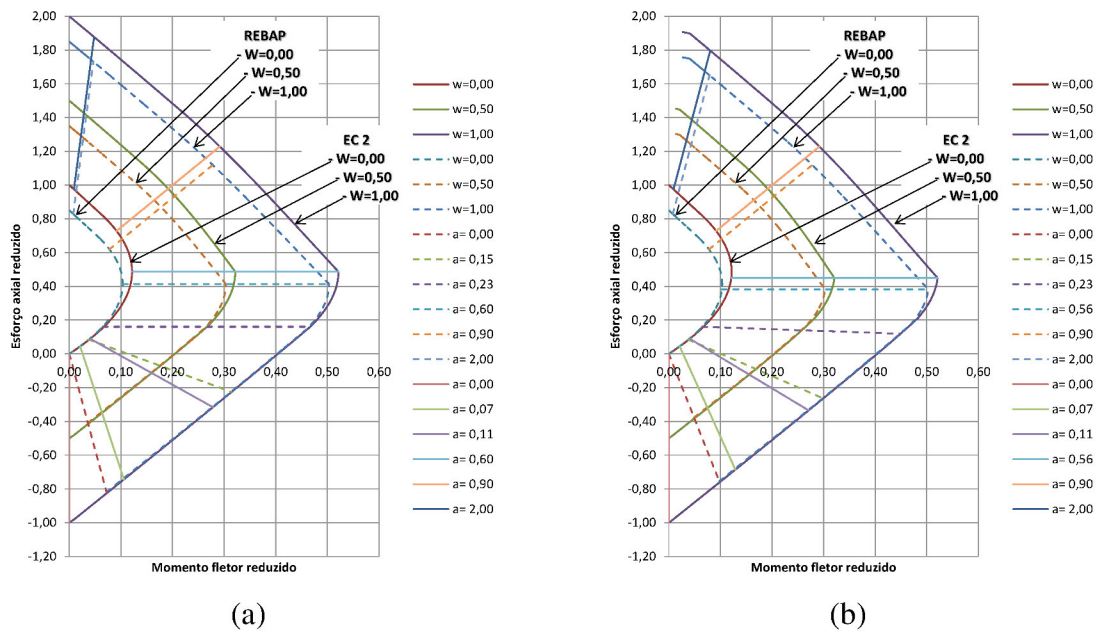 2,00
1,80
1,60
1,40
1,20
1,00
0,80
0,60
0,40
0,20
0,00
-0,20
-0,40
-0,60
-0,80
-1,00
-1,20
Esforço axial reduzido
0,00 0,10 0,20 0,30 0,40 0,50 0,60
Momento fletor reduzido
REBAP
W=0,00
W=0,50
W=1,00
EC 2
W=0,00
W=0,50
W=1,00
w=0,00
w=0,50
w=1,00
w=0,00
w=0,50
w=1,00
a= 0,00
a= 0,15
a= 0,23
a= 0,60
a= 0,90
a= 2,00
a= 0,00
a= 0,07
a= 0,11
a= 0,60
a= 0,90
a= 2,00
(a)
2,00
1,80
1,60
1,40
1,20
1,00
0,80
0,60
0,40
0,20
0,00
-0,20
-0,40
-0,60
-0,80
-1,00
-1,20
Esforço axial reduzido
0,00 0,10 0,20 0,30 0,40 0,50 0,60
Momento fletor reduzido
REBAP
W=0,00
W=0,50
W=1,00
EC 2
W=0,00
W=0,50
W=1,00
w=0,00
w=0,50
w=1,00
w=0,00
w=0,50
w=1,00
a= 0,00
a= 0,15
a= 0,23
a= 0,56
a= 0,90
a= 2,00
a= 0,00
a= 0,07
a= 0,11
a= 0,56
a= 0,90
a= 2,00
(b)